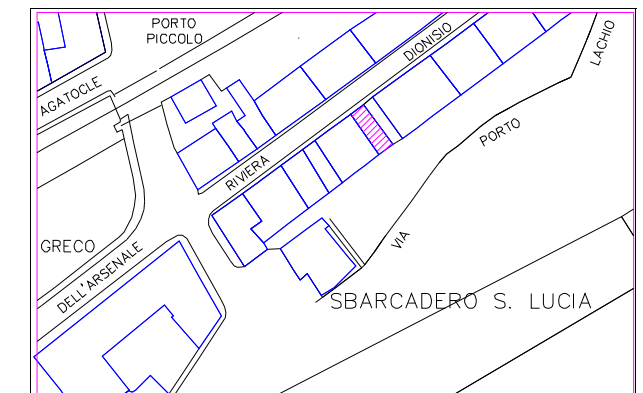 PORTO
PICCOLO
DIONISIO
LACHIO
AGATOCLE
PORTO
RIVIERA
VIA
GRECO
DELL'ARSENALE
SBARCADERO S. LUCIA